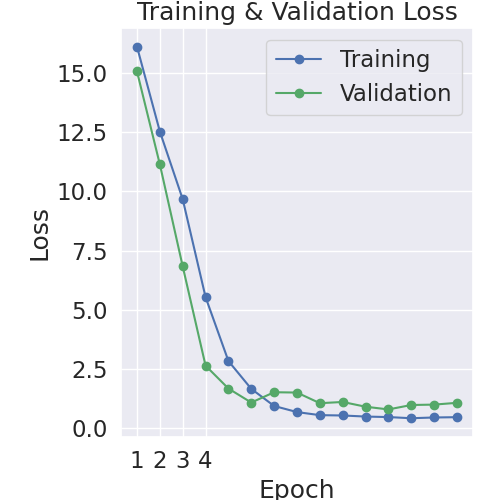 Training & Validation Loss
Training
Validation
Loss
15.0
12.5
10.0
7.5
5.0
2.5
0.0
1 2 3 4
Epoch